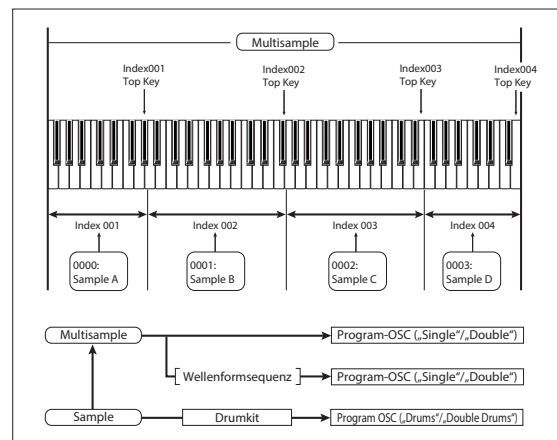 Multisample
Index001
Top Key
Index002
Top Key
Index003
Top Key
Index004
Top Key
Index 001
Index 002
Index 003
Index 004
0000:
Sample A
0001:
Sample B
0002:
Sample C
0003:
Sample D
Multisample
Program-OSC („Single“/„Double“)
Wellenformsequenz
Program-OSC („Single“/„Double“)
Sample
Drumkit
Program OSC („Drums“/„Double Drums“)